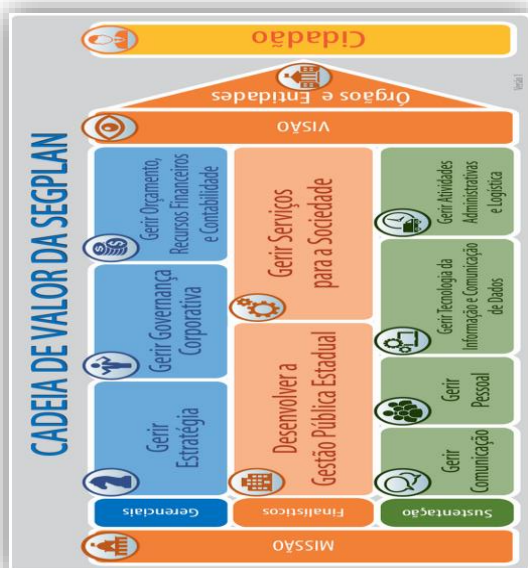 CADEIA DE VALOR DA SEGPLAN
MISSÃO
Gerenciais
Gerir
Estratégia
Gerir Governança
Corporativa
Gerir Orçamento,
Recursos Financeiros
e Contabilidade
Finalísticos
Desenvolver a
Gestão Pública Estadual
Gerir Serviços
para a Sociedade
Sustentação
Gerir
Comunicação
Gerir
Pessoal
Gerir Tecnologia da
Informação e Comunicação
de Dados
Gerir Atividades
Administrativas
e Logística
VISÃO
Órgãos e Entidades
Cidadão
Versão 1